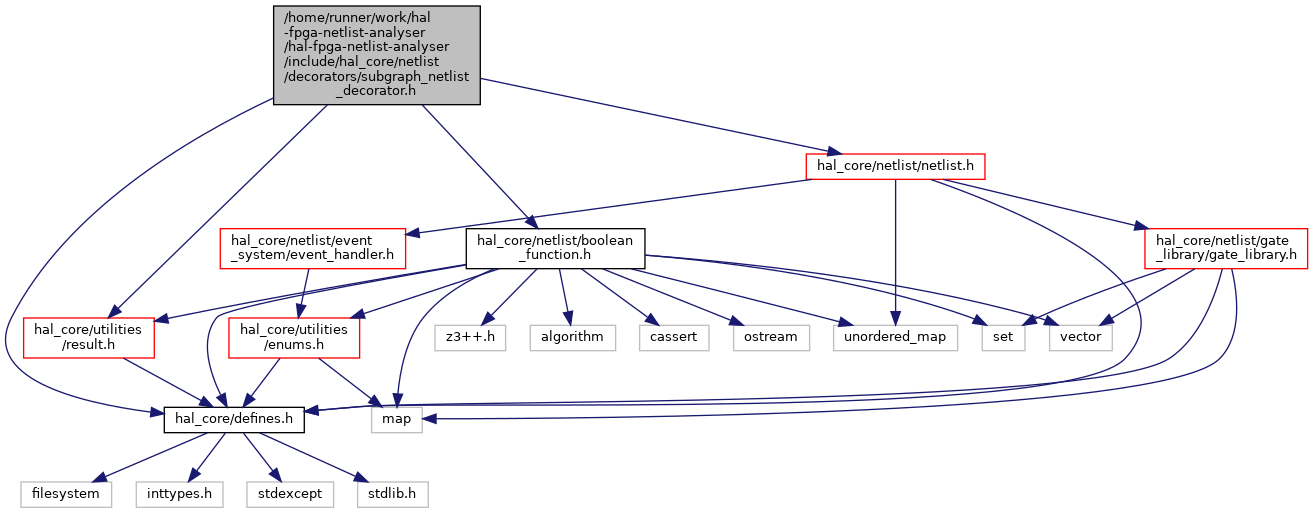 /home/runner/work/hal
-fpga-netlist-analyser
/hal-fpga-netlist-analyser
/include/hal_core/netlist
/decorators/subgraph_netlist
_decorator.h
hal_core/netlist/netlist.h
hal_core/netlist/event
_system/event_handler.h
hal_core/netlist/boolean
_function.h
hal_core/netlist/gate
_library/gate_library.h
hal_core/utilities
/result.h
hal_core/utilities
/enums.h
z3++.h
algorithm
cassert
ostream
unordered_map
set
vector
hal_core/defines.h
map
filesystem
inttypes.h
stdexcept
stdlib.h